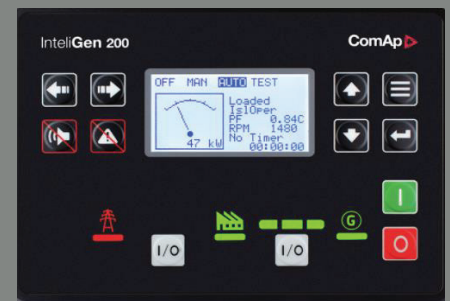 InteliGen 200
ComAp
OFF MAN AUTO TEST
Loaded
IslOper
PF 0.84C
RPM 1480
No Timer
00:00:00
47 kW
I/O
I/O
G
I
O